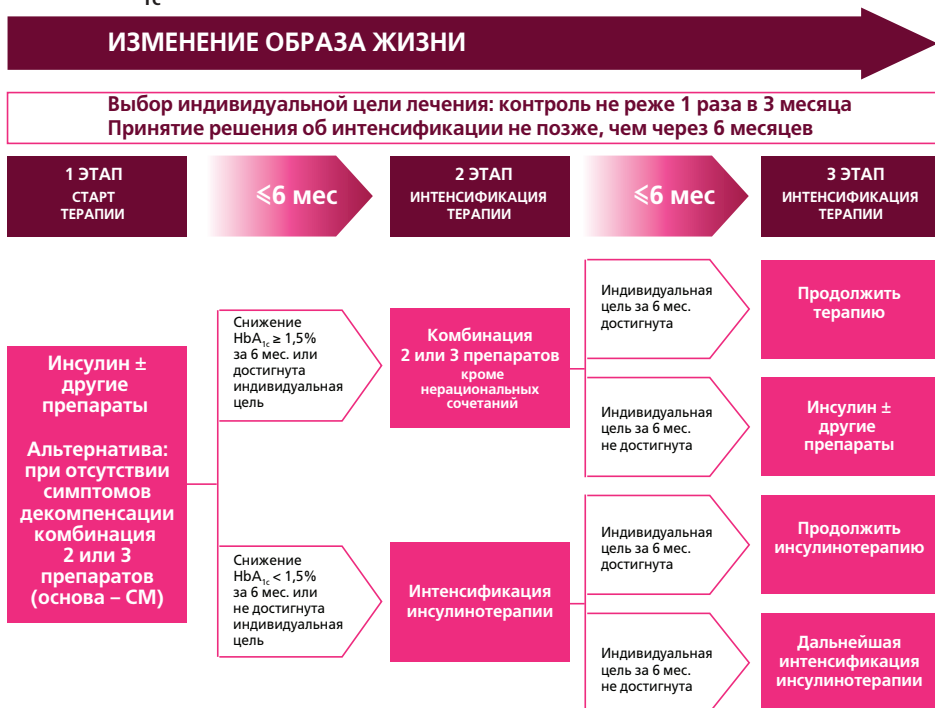 1c
ИЗМЕНЕНИЕ ОБРАЗА ЖИЗНИ
Выбор индивидуальной цели лечения: контроль не реже 1 раза в 3 месяца
Принятие решения об интенсификации не позже, чем через 6 месяцев
1 ЭТАП
СТАРТ
ТЕРАПИИ
≤6 мес
2 ЭТАП
ИНТЕНСИФИКАЦИЯ
ТЕРАПИИ
≤6 мес
3 ЭТАП
ИНТЕНСИФИКАЦИЯ
ТЕРАПИИ
Инсулин ±
другие
препараты
Альтернатива:
при отсутствии
симптомов
декомпенсации
комбинация
2 или 3
препаратов
(основа – СМ)
Снижение
HbA1c ≥ 1,5%
за 6 мес. или
достигнута
индивидуальная
цель
Комбинация
2 или 3 препаратов
кроме
нерациональных
сочетаний
Индивидуальная
цель за 6 мес.
достигнута
Продолжить
терапию
Индивидуальная
цель за 6 мес.
не достигнута
Инсулин ±
другие
препараты
Снижение
HbA1c < 1,5%
за 6 мес. или
не достигнута
индивидуальная
цель
Интенсификация
инсулинотерапии
Индивидуальная
цель за 6 мес.
достигнута
Продолжить
инсулинотерапию
Индивидуальная
цель за 6 мес.
не достигнута
Дальнейшая
интенсификация
инсулинотерапии